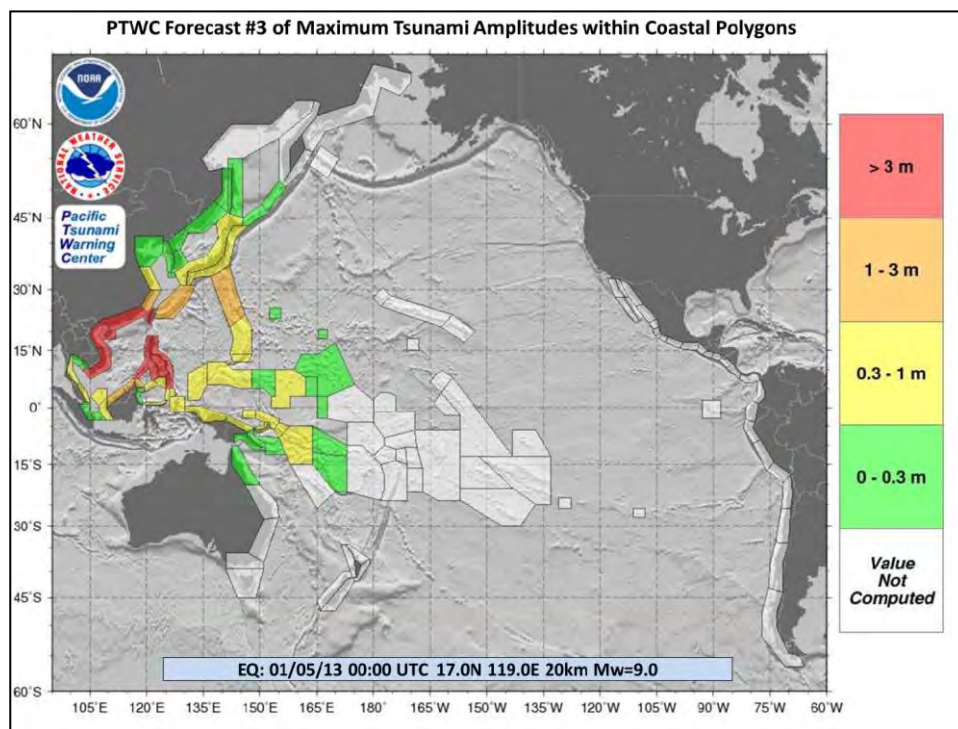 PTWC Forecast #3 of Maximum Tsunami Amplitudes within Coastal Polygons
NOAA
NATIONAL WEATHER SERVICE
Pacific
Tsunami
Warning
Center
60˚N
45˚N
30˚N
15˚N
0˚
15˚S
30˚S
45˚S
60˚S
> 3 m
1 - 3 m
0.3 - 1 m
0 - 0.3 m
Value
Not
Computed
EQ: 01/05/13 00:00 UTC 17.0N 119.0E 20km Mw=9.0
105˚E 120˚E 135˚E 150˚E 165˚E 180˚ 165˚W 150˚W 135˚W 120˚W 105˚W 90˚W 75˚W 60˚W